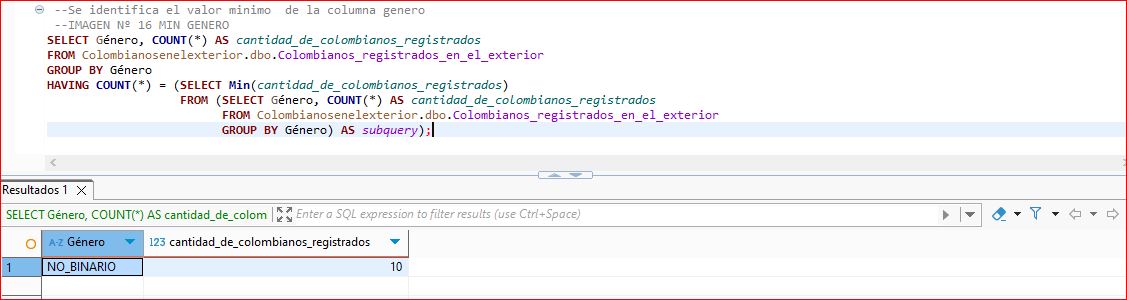 --Se identifica el valor minimo  de la columna genero
--IMAGEN Nº 16 MIN GENERO
SELECT Género, COUNT(*) AS cantidad_de_colombianos_registrados
FROM Colombianosenelexterior.dbo.Colombianos_registrados_en_el_exterior
GROUP BY Género
HAVING COUNT(*) = (SELECT Min(cantidad_de_colombianos_registrados)
FROM (SELECT Género, COUNT(*) AS cantidad_de_colombianos_registrados
FROM Colombianosenelexterior.dbo.Colombianos_registrados_en_el_exterior
GROUP BY Género) AS subquery);
Resultados 1
SELECT Género, COUNT(*) AS cantidad_de_colom Enter a SQL expression to filter results (use Ctrl+Space)
A-Z Género 123 cantidad_de_colombianos_registrados
1 NO_BINARIO 10